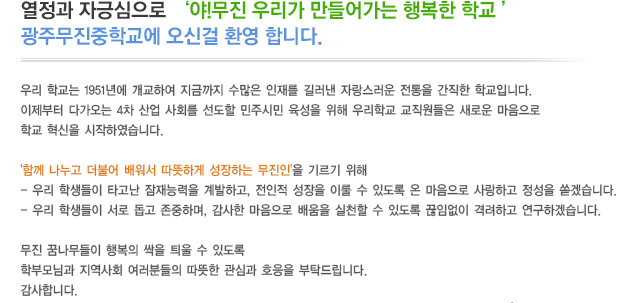 열정과 자긍심으로 ‘야!무진 우리가 만들어가는 행복한 학교 ’
광주무진중학교에 오신걸 환영 합니다.
우리 학교는 1951년에 개교하여 지금까지 수많은 인재를 길러낸 자랑스러운 전통을 간직한 학교입니다.
이제부터 다가오는 4차 산업 사회를 선도할 민주시민 육성을 위해 우리학교 교직원들은 새로운 마음으로
학교 혁신을 시작하였습니다.
'함께 나누고 더불어 배워서 따뜻하게 성장하는 무진인'을 기르기 위해
- 우리 학생들이 타고난 잠재능력을 계발하고, 전인적 성장을 이룰 수 있도록 온 마음으로 사랑하고 정성을 쏟겠습니다.
- 우리 학생들이 서로 돕고 존중하며, 감사한 마음으로 배움을 실천할 수 있도록 끊임없이 격려하고 연구하겠습니다.
무진 꿈나무들이 행복의 싹을 틔울 수 있도록
학부모님과 지역사회 여러분들의 따뜻한 관심과 호응을 부탁드립니다.
감사합니다.